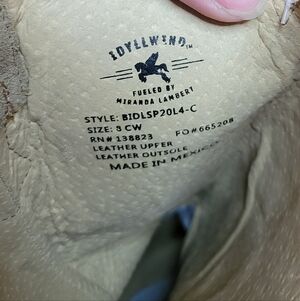 IDYLLWIND™
FUELED BY
MIRANDA LAMBERT
STYLE: BIDLSP20L4-C
SIZE: 8 CW
RN# 138823 FO#665208
LEATHER UPPER
LEATHER OUTSOLE
MADE IN MEXICO